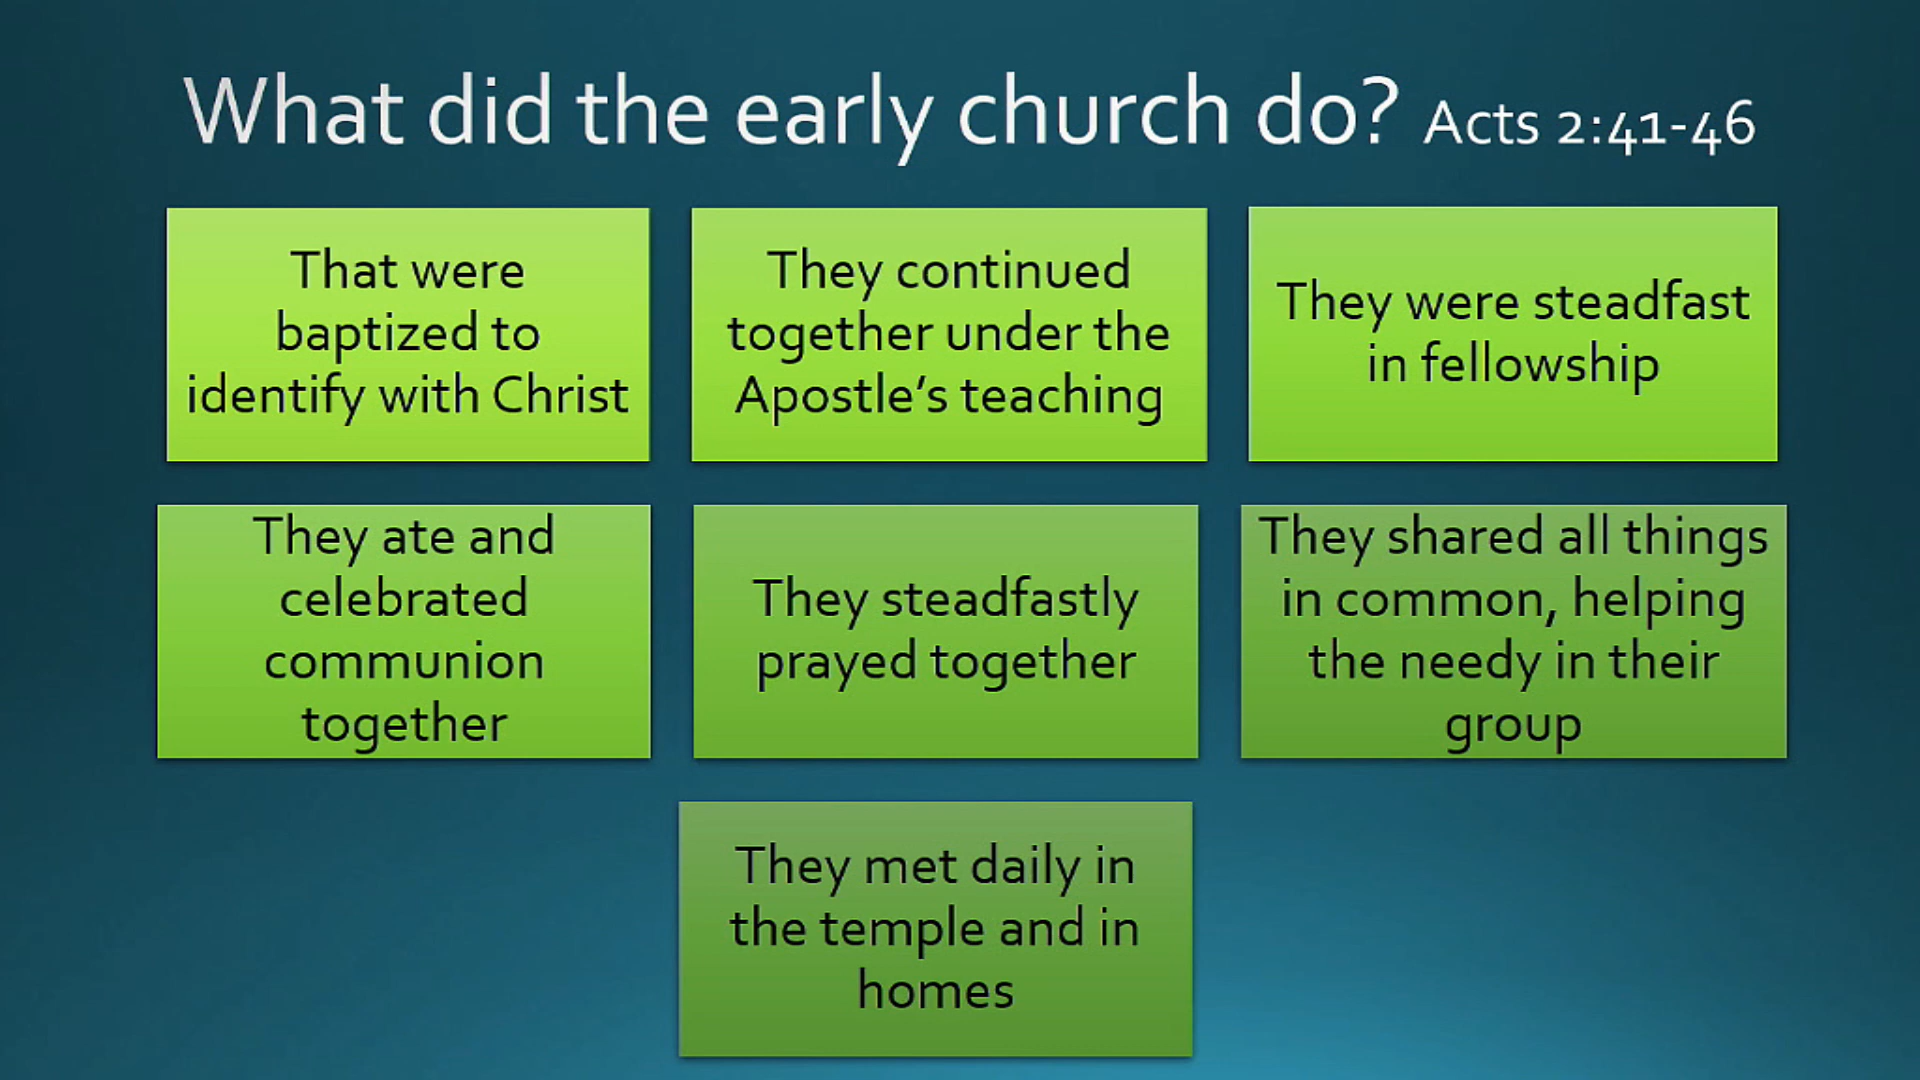 What did the early church do? Acts 2:41-46
That were
baptized to
identify with Christ
They continued
together under the
Apostle's teaching
They were steadfast
in fellowship
They ate and
celebrated
communion
together
They steadfastly
prayed together
They shared all things
in common, helping
the needy in their
group
They met daily in
the temple and in
homes